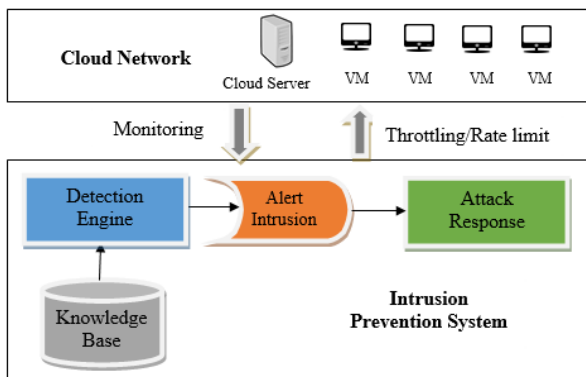 Cloud Network
Cloud Server
VM
VM
VM
VM
Monitoring
Throttling/Rate limit
Detection
Engine
Alert
Intrusion
Attack
Response
Knowledge
Base
Intrusion
Prevention System